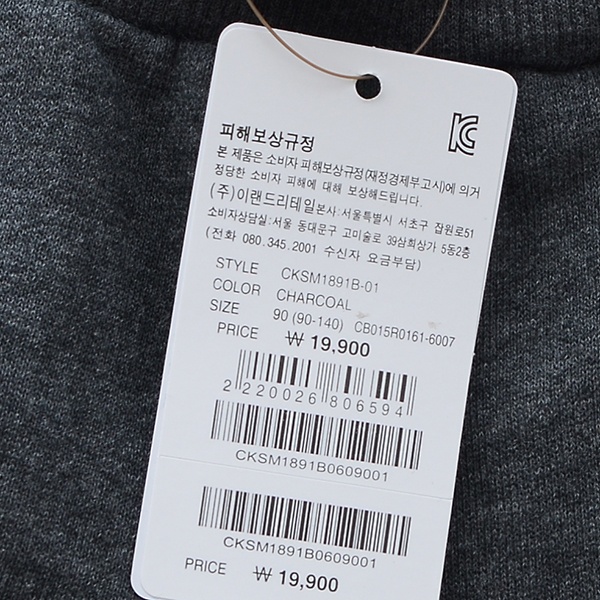 피해보상규정
본 제품은 소비자 피해보상규정(재정경제부고시)에 의거
정당한 소비자 피해에 대해 보상해드립니다.
(주)이랜드리테일본사:서울특별시 서초구 잠원로51
소비자상담실:서울 동대문구 고미술로 39삼희상가 5동2층
(전화 080.345.2001 수신자 요금부담)
STYLE CKSM1891B-01
COLOR CHARCOAL
SIZE 90 (90-140) CB015R0161-6007
PRICE ₩ 19,900
2 220026 806594
CKSM1891B0609001
CKSM1891B0609001
PRICE ₩ 19,900